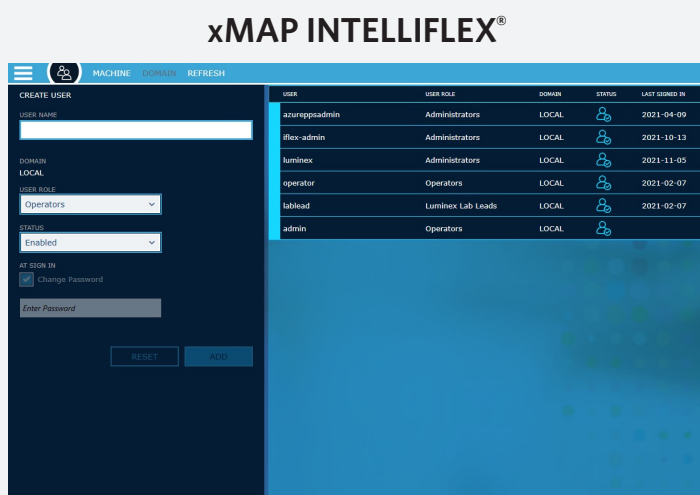 xMAP INTELLIFLEX®
MACHINE DOMAIN REFRESH
CREATE USER
USER NAME
DOMAIN
LOCAL
USER ROLE
Operators
STATUS
Enabled
AT SIGN IN
Change Password
Enter Password
RESET ADD
USER USER ROLE DOMAIN STATUS LAST SIGNED IN
azureppsadmin Administrators LOCAL 2021-04-09
iflex-admin Administrators LOCAL 2021-10-13
luminex Administrators LOCAL 2021-11-05
operator Operators LOCAL 2021-02-07
lablead Luminex Lab Leads LOCAL 2021-02-07
admin Operators LOCAL